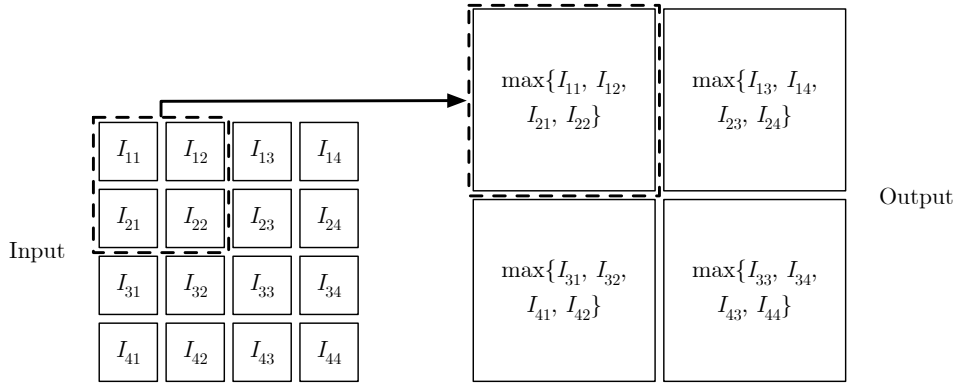 max{I₁₁, I₁₂,
I₂₁, I₂₂}
max{I₁₃, I₁₄,
I₂₃, I₂₄}
I₁₁ I₁₂ I₁₃ I₁₄
I₂₁ I₂₂ I₂₃ I₂₄
Output
Input
I₃₁ I₃₂ I₃₃ I₃₄
max{I₃₁, I₃₂,
I₄₁, I₄₂}
max{I₃₃, I₃₄,
I₄₃, I₄₄}
I₄₁ I₄₂ I₄₃ I₄₄